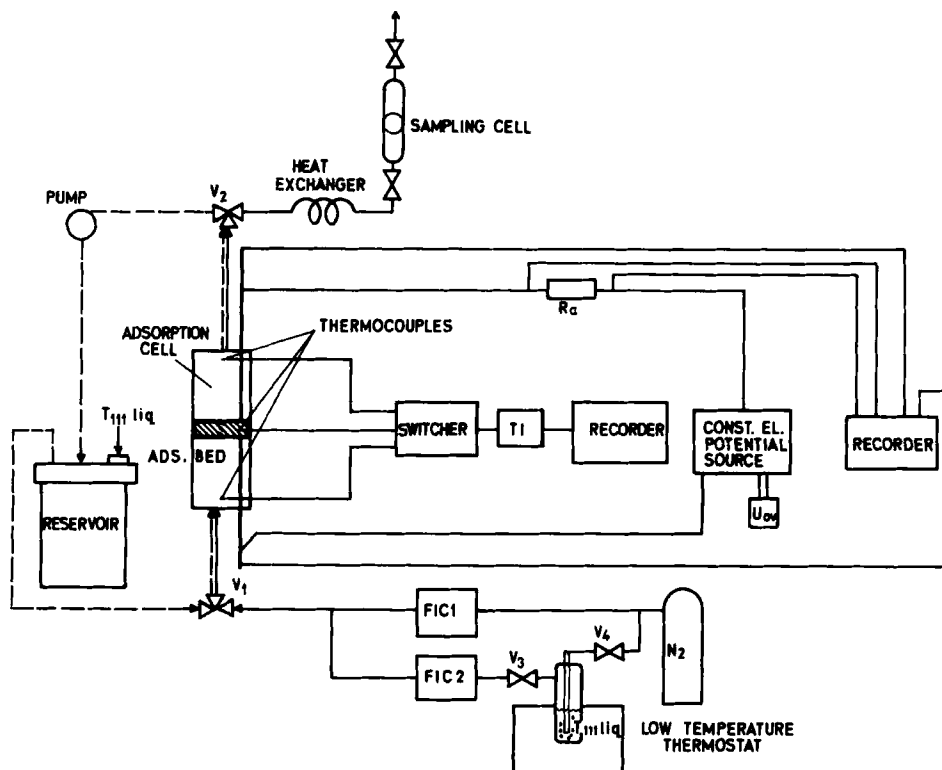 SAMPLING CELL
HEAT
EXCHANGER
PUMP
V2
Ra
THERMOCOUPLES
ADSORPTION
CELL
T111 liq
SWITCHER
TI
RECORDER
CONST. EL.
POTENTIAL
SOURCE
RECORDER
ADS. BED
RESERVOIR
Uav
V1
FIC1
V4
N2
FIC2
V3
T111 liq
LOW TEMPERATURE
THERMOSTAT